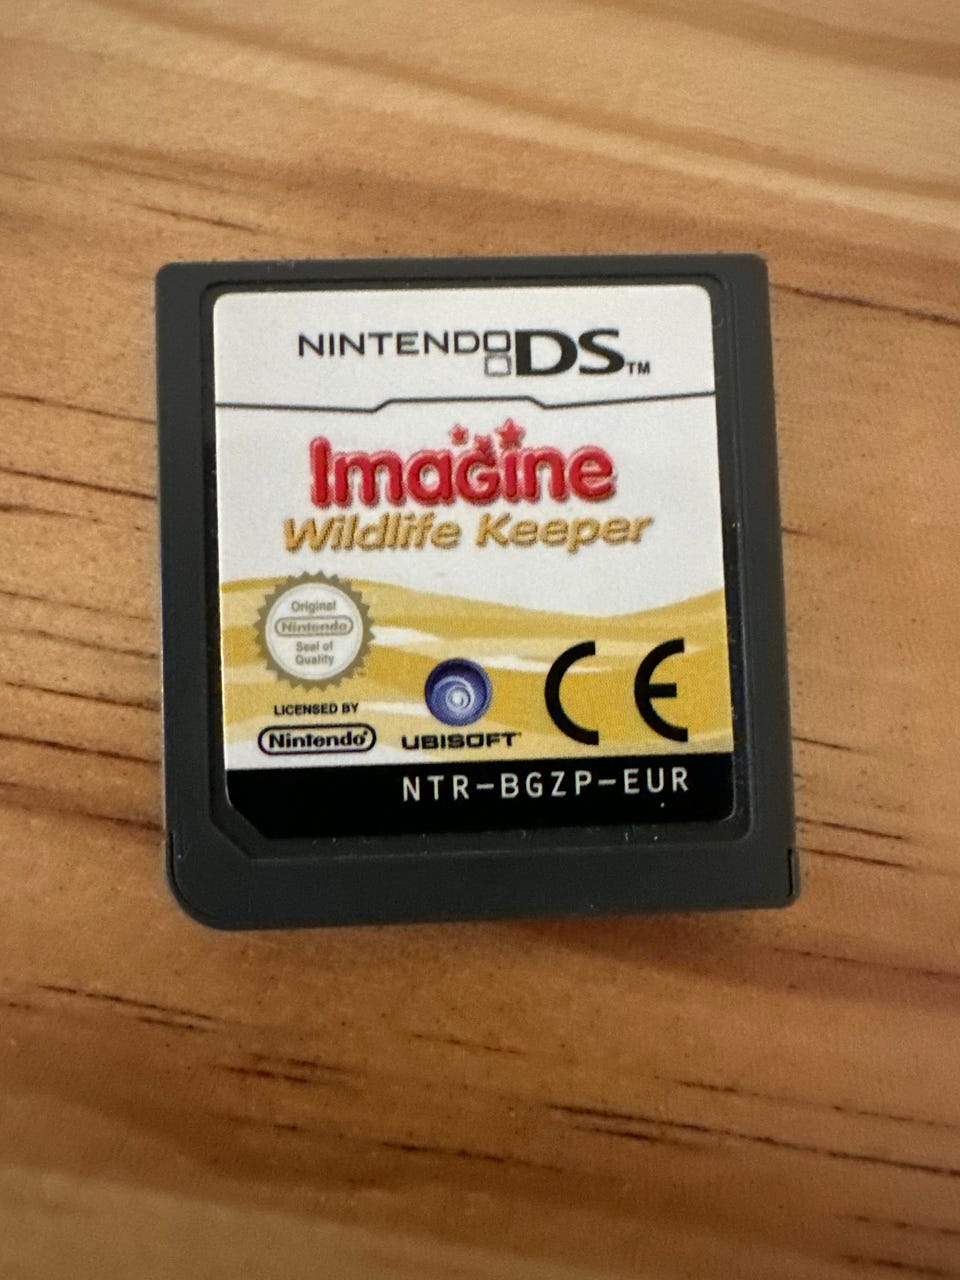 NINTENDO DS™
Imagine
Wildlife Keeper
Original
Nintendo
Seal of
Quality
LICENSED BY
Nintendo®
UBISOFT
CE
NTR-BGZP-EUR